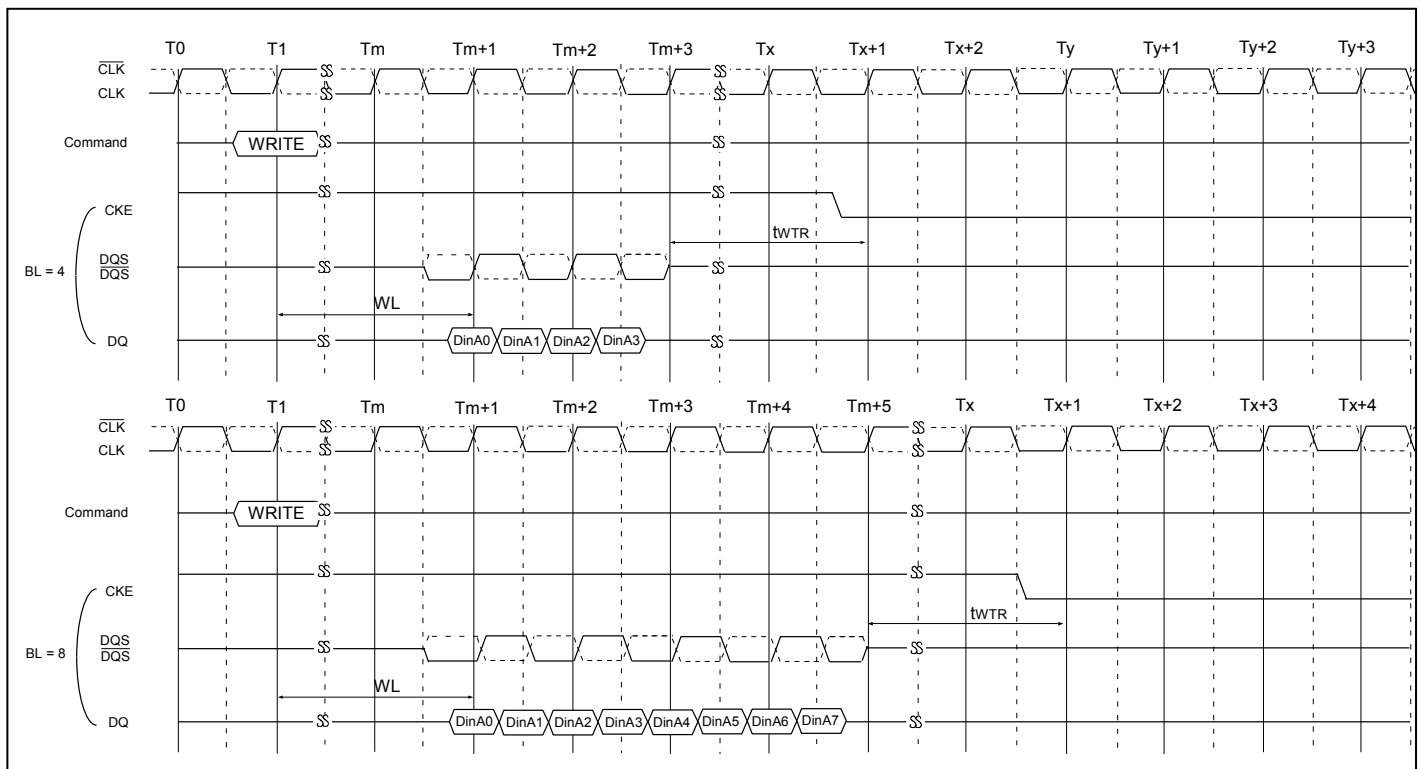 T0 T1 Tm Tm+1 Tm+2 Tm+3 Tx Tx+1 Tx+2 Ty Ty+1 Ty+2 Ty+3
CLK
CLK
Command WRITE
CKE
tWTR
BL = 4
DQS
DQS
WL
DQ DinA0 DinA1 DinA2 DinA3
T0 T1 Tm Tm+1 Tm+2 Tm+3 Tm+4 Tm+5 Tx Tx+1 Tx+2 Tx+3 Tx+4
CLK
CLK
Command WRITE
CKE
tWTR
BL = 8
DQS
DQS
WL
DQ DinA0 DinA1 DinA2 DinA3 DinA4 DinA5 DinA6 DinA7